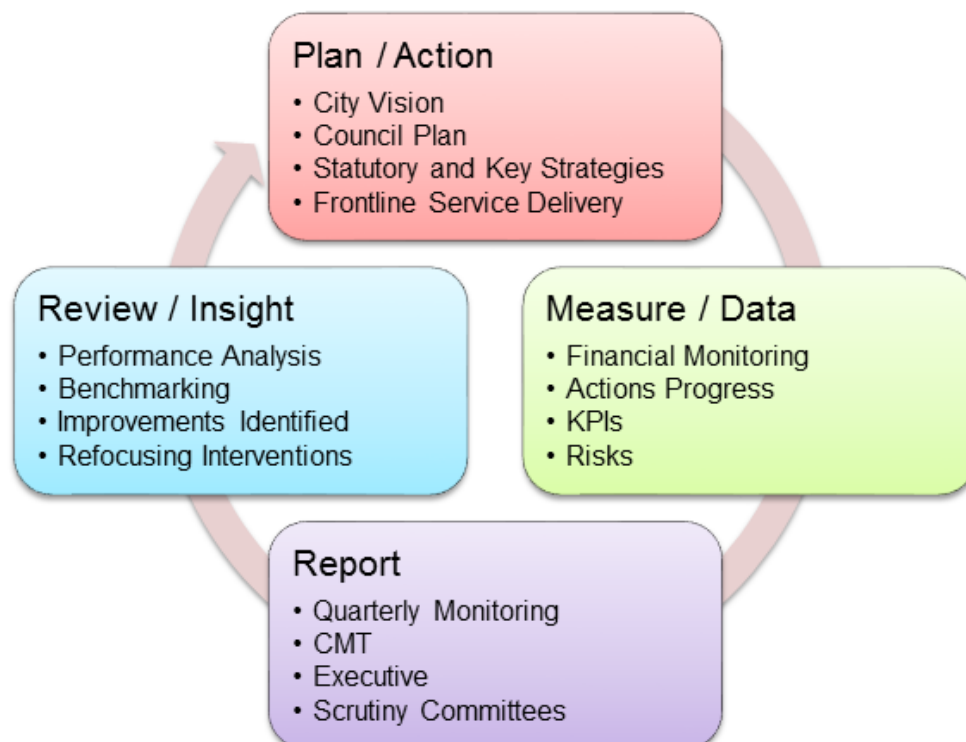 Plan / Action
• City Vision
• Council Plan
• Statutory and Key Strategies
• Frontline Service Delivery
Measure / Data
• Financial Monitoring
• Actions Progress
• KPIs
• Risks
Report
• Quarterly Monitoring
• CMT
• Executive
• Scrutiny Committees
Review / Insight
• Performance Analysis
• Benchmarking
• Improvements Identified
• Refocusing Interventions